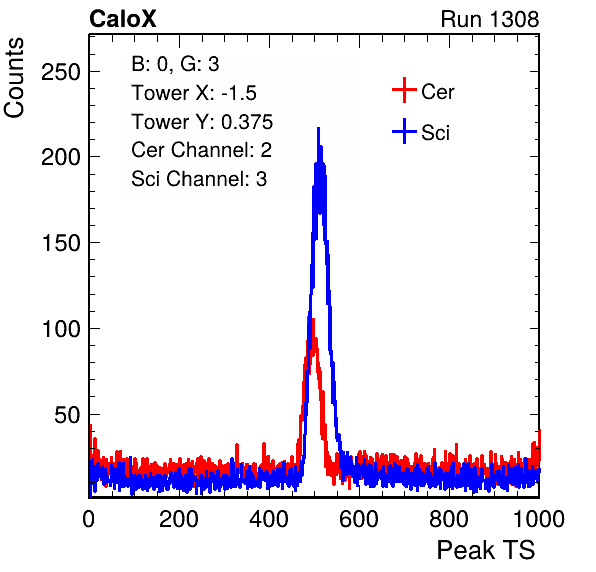 CaloX Run 1308
Counts
B: 0, G: 3
Tower X: -1.5
Tower Y: 0.375
Cer Channel: 2
Sci Channel: 3
Cer
Sci
250
200
150
100
50
0 200 400 600 800 1000
Peak TS